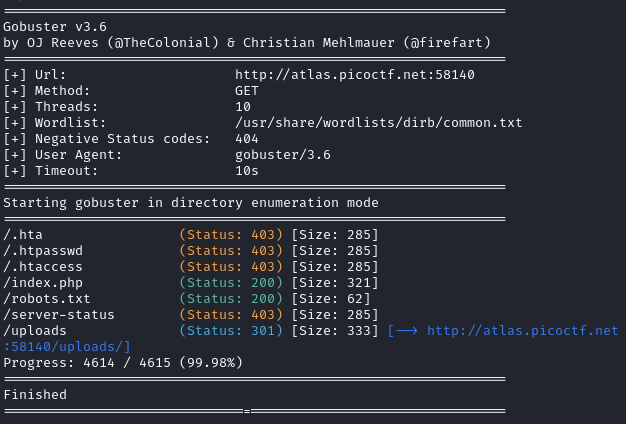 ===============================================================
Gobuster v3.6
by OJ Reeves (@TheColonial) & Christian Mehlmauer (@firefart)
===============================================================
[+] Url:                     http://atlas.picoctf.net:58140
[+] Method:                  GET
[+] Threads:                 10
[+] Wordlist:                /usr/share/wordlists/dirb/common.txt
[+] Negative Status codes:   404
[+] User Agent:              gobuster/3.6
[+] Timeout:                 10s
===============================================================
Starting gobuster in directory enumeration mode
===============================================================
/.hta                 (Status: 403) [Size: 285]
/.htpasswd            (Status: 403) [Size: 285]
/.htaccess            (Status: 403) [Size: 285]
/index.php            (Status: 200) [Size: 321]
/robots.txt           (Status: 200) [Size: 62]
/server-status        (Status: 403) [Size: 285]
/uploads              (Status: 301) [Size: 333] [--> http://atlas.picoctf.net
:58140/uploads/]
Progress: 4614 / 4615 (99.98%)
===============================================================
Finished
===============================================================